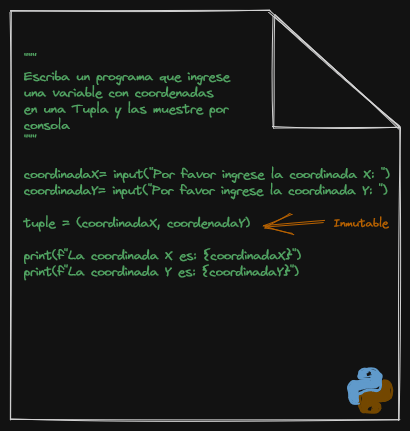 """
Escriba un programa que ingrese
una variable con coordenadas
en una Tupla y las muestre por
consola
"""
coordinadaX= input("Por favor ingrese la coordinada X: ")
coordinadaY= input("Por favor ingrese la coordinada Y: ")
tuple = (coordinadaX, coordenadaY)
Inmutable
print(f"La coordinada X es: {coordinadaX}")
print(f"La coordinada Y es: {coordinadaY}")